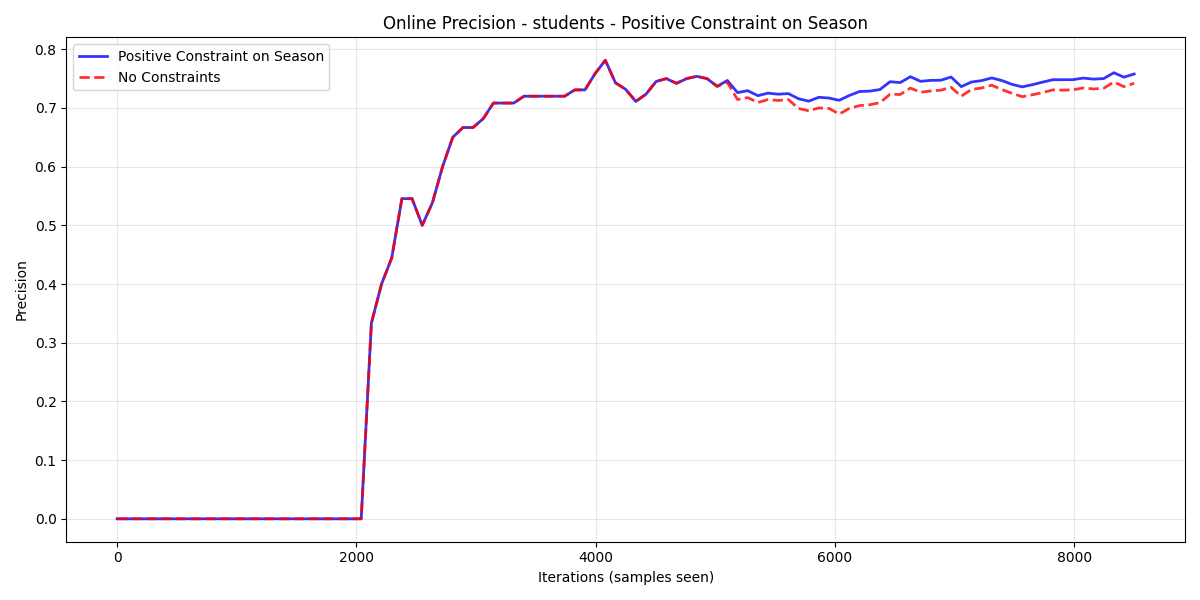 Online Precision - students - Positive Constraint on Season
Positive Constraint on Season
No Constraints
Precision
0.8
0.7
0.6
0.5
0.4
0.3
0.2
0.1
0.0
0 2000 4000 6000 8000
Iterations (samples seen)